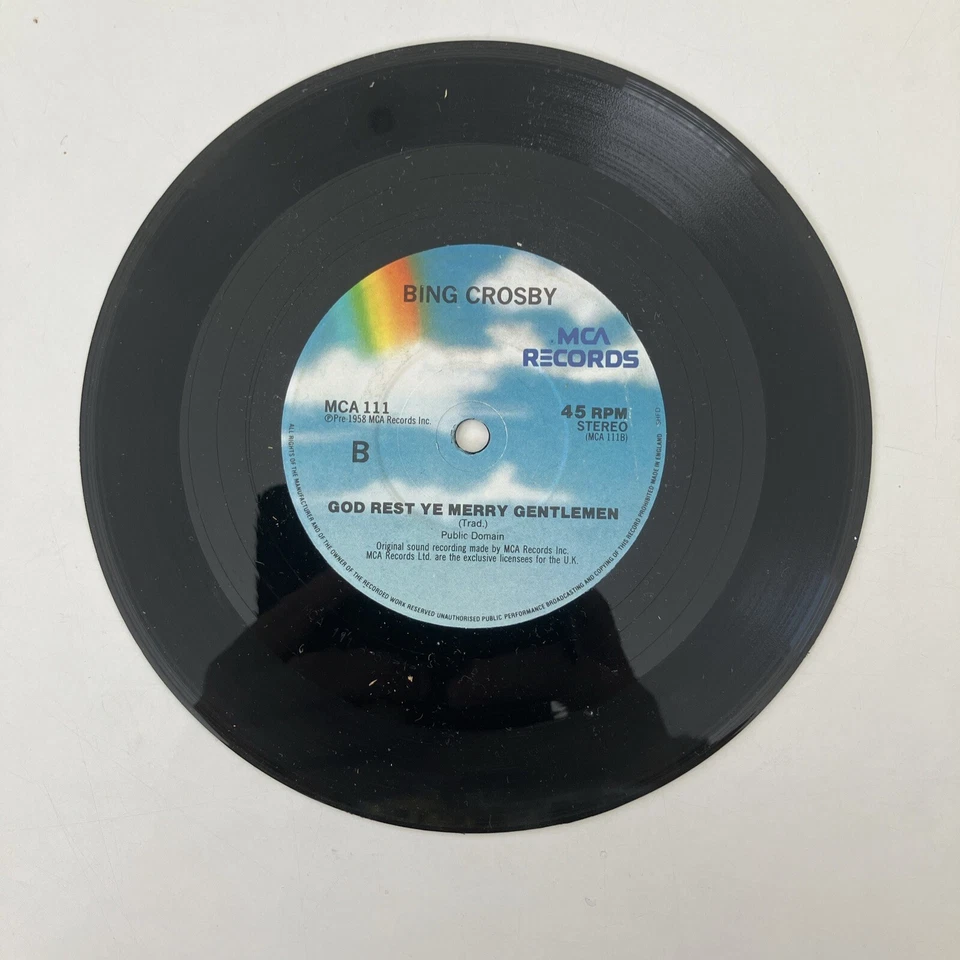 BING CROSBY
MCA
RECORDS
MCA 111
℗Pre 1958 MCA Records Inc.
B
45 RPM
STEREO
(MCA 111B)
GOD REST YE MERRY GENTLEMEN
(Trad.)
Public Domain
Original sound recording made by MCA Records Inc.
MCA Records Ltd. are the exclusive licensees for the U.K.
ALL RIGHTS OF THE MANUFACTURER AND OF THE OWNER OF THE RECORDED WORK RESERVED UNAUTHORISED PUBLIC PERFORMANCE BROADCASTING AND COPYING OF THIS RECORD PROHIBITED MADE IN ENGLAND